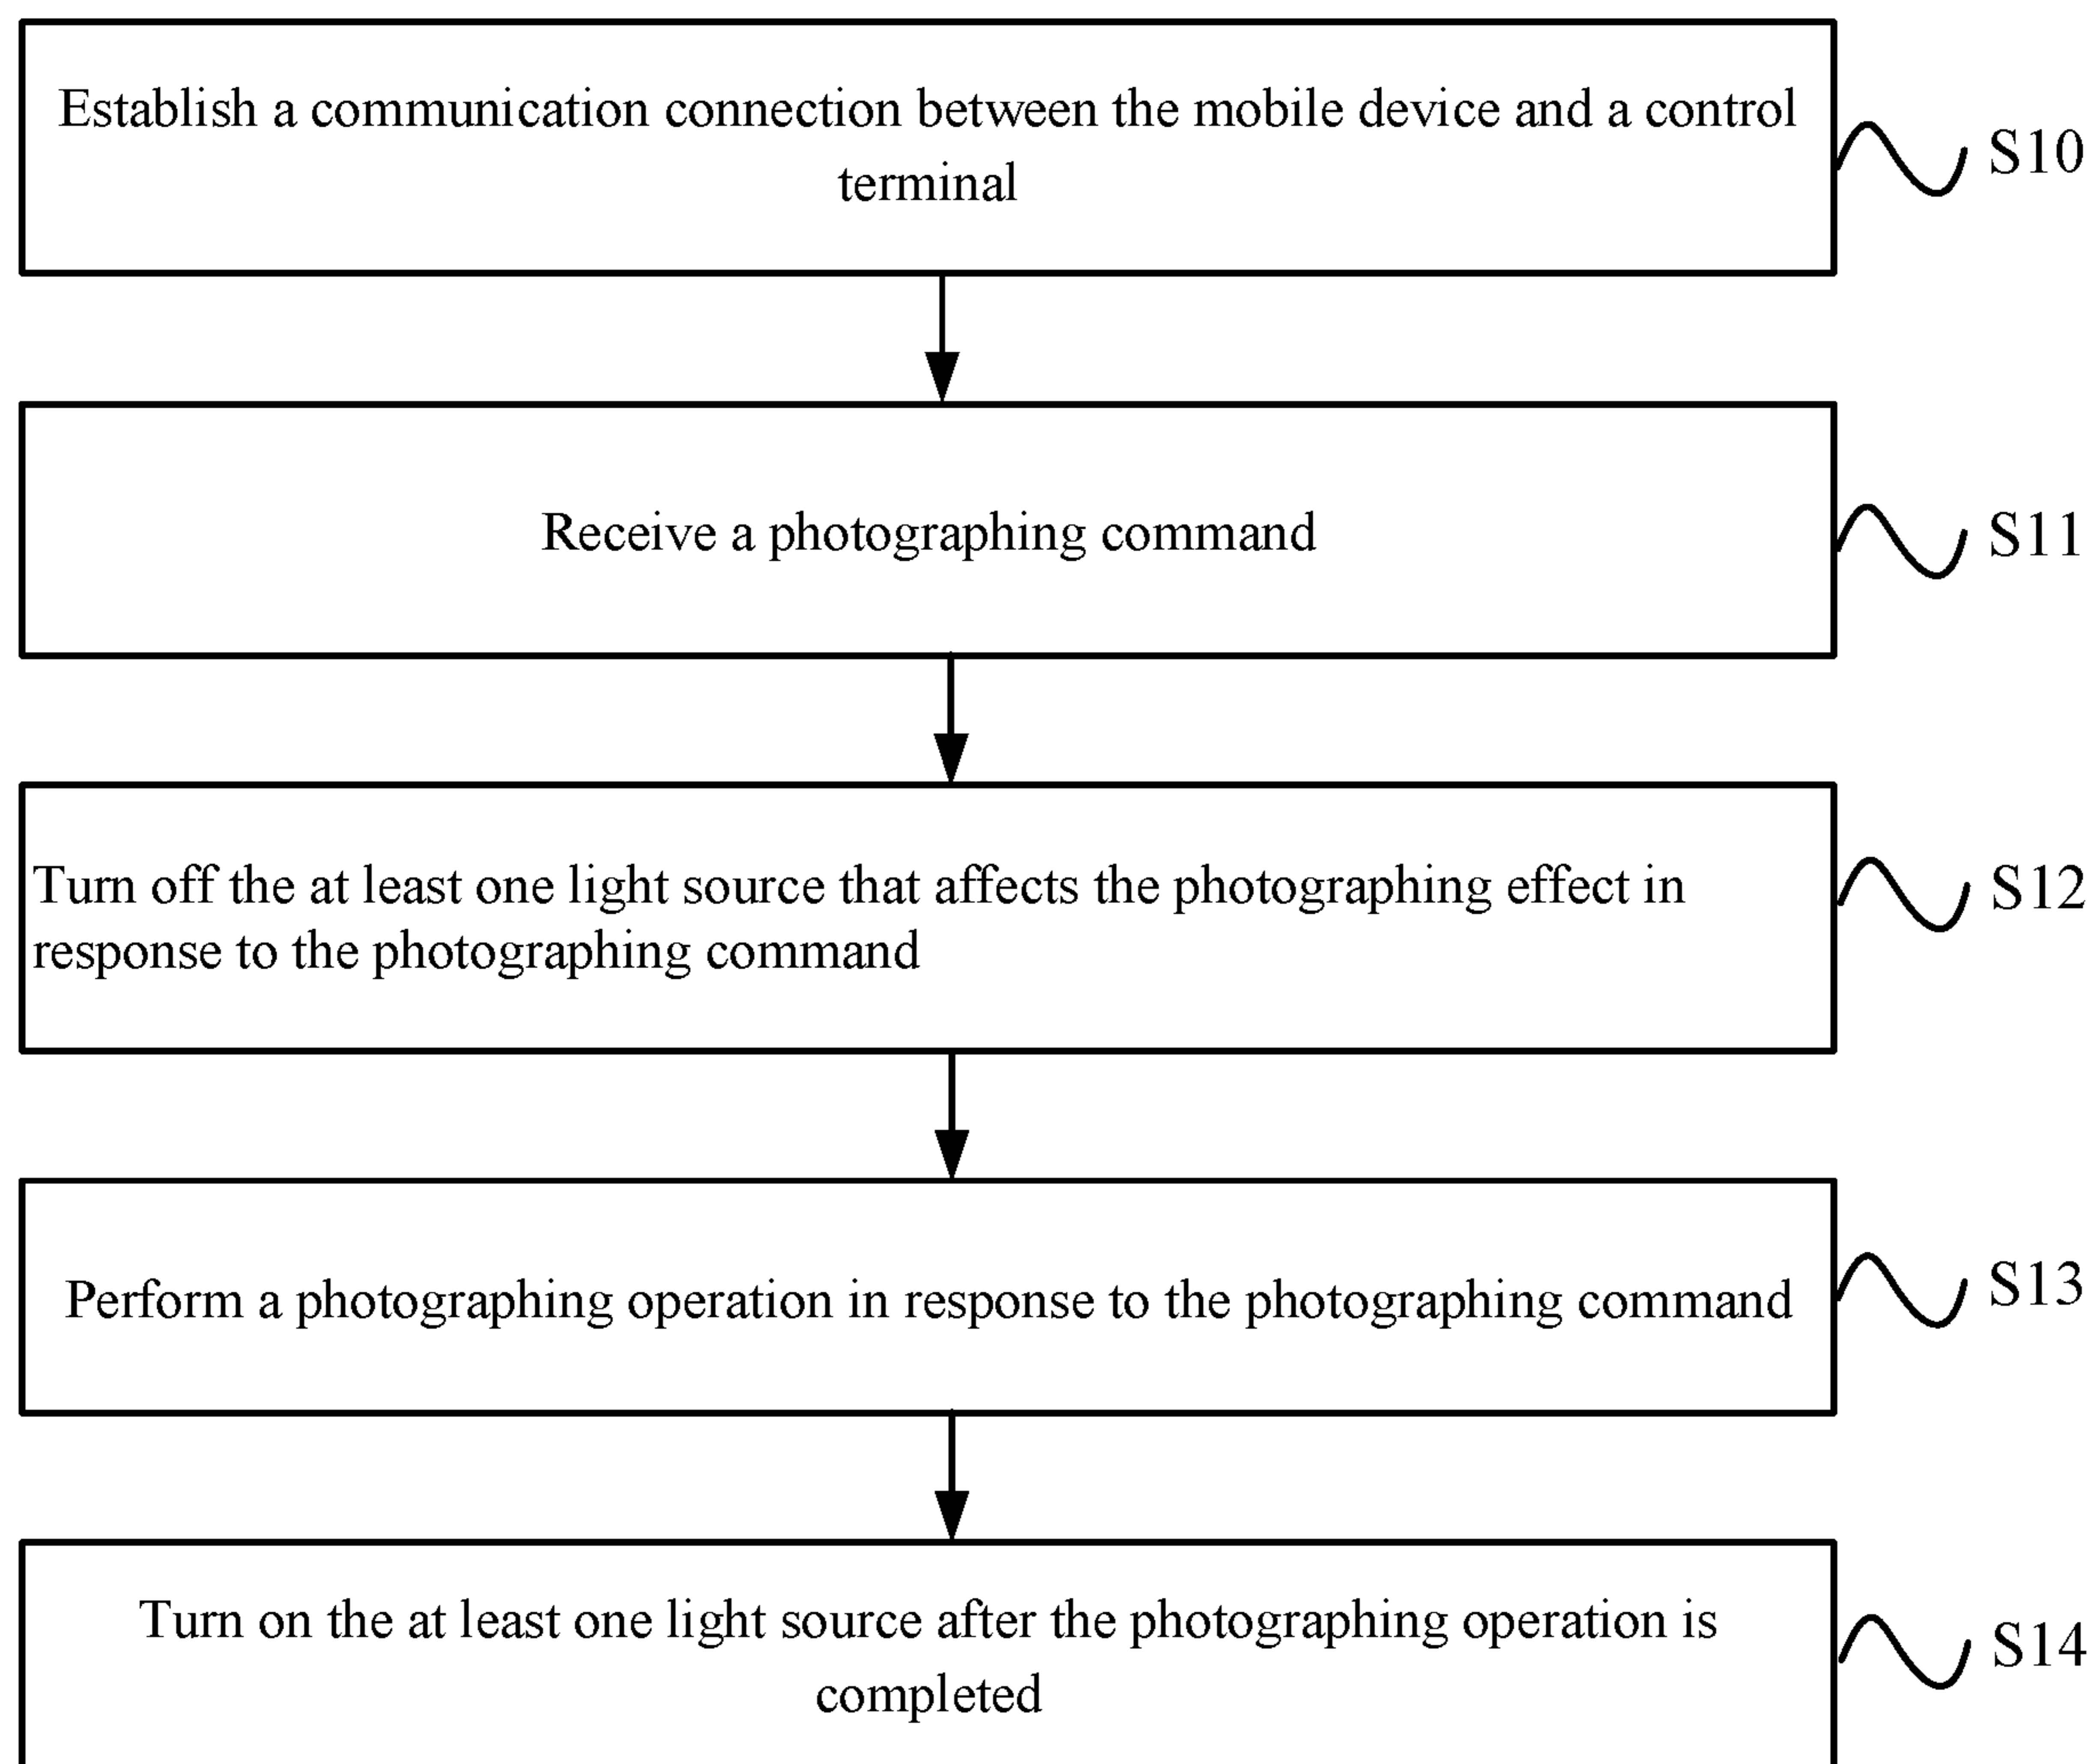 Establish a communication connection between the mobile device and a control
terminal
S10
Receive a photographing command
S11
Turn off the at least one light source that affects the photographing effect in
response to the photographing command
S12
Perform a photographing operation in response to the photographing command
S13
Turn on the at least one light source after the photographing operation is
completed
S14